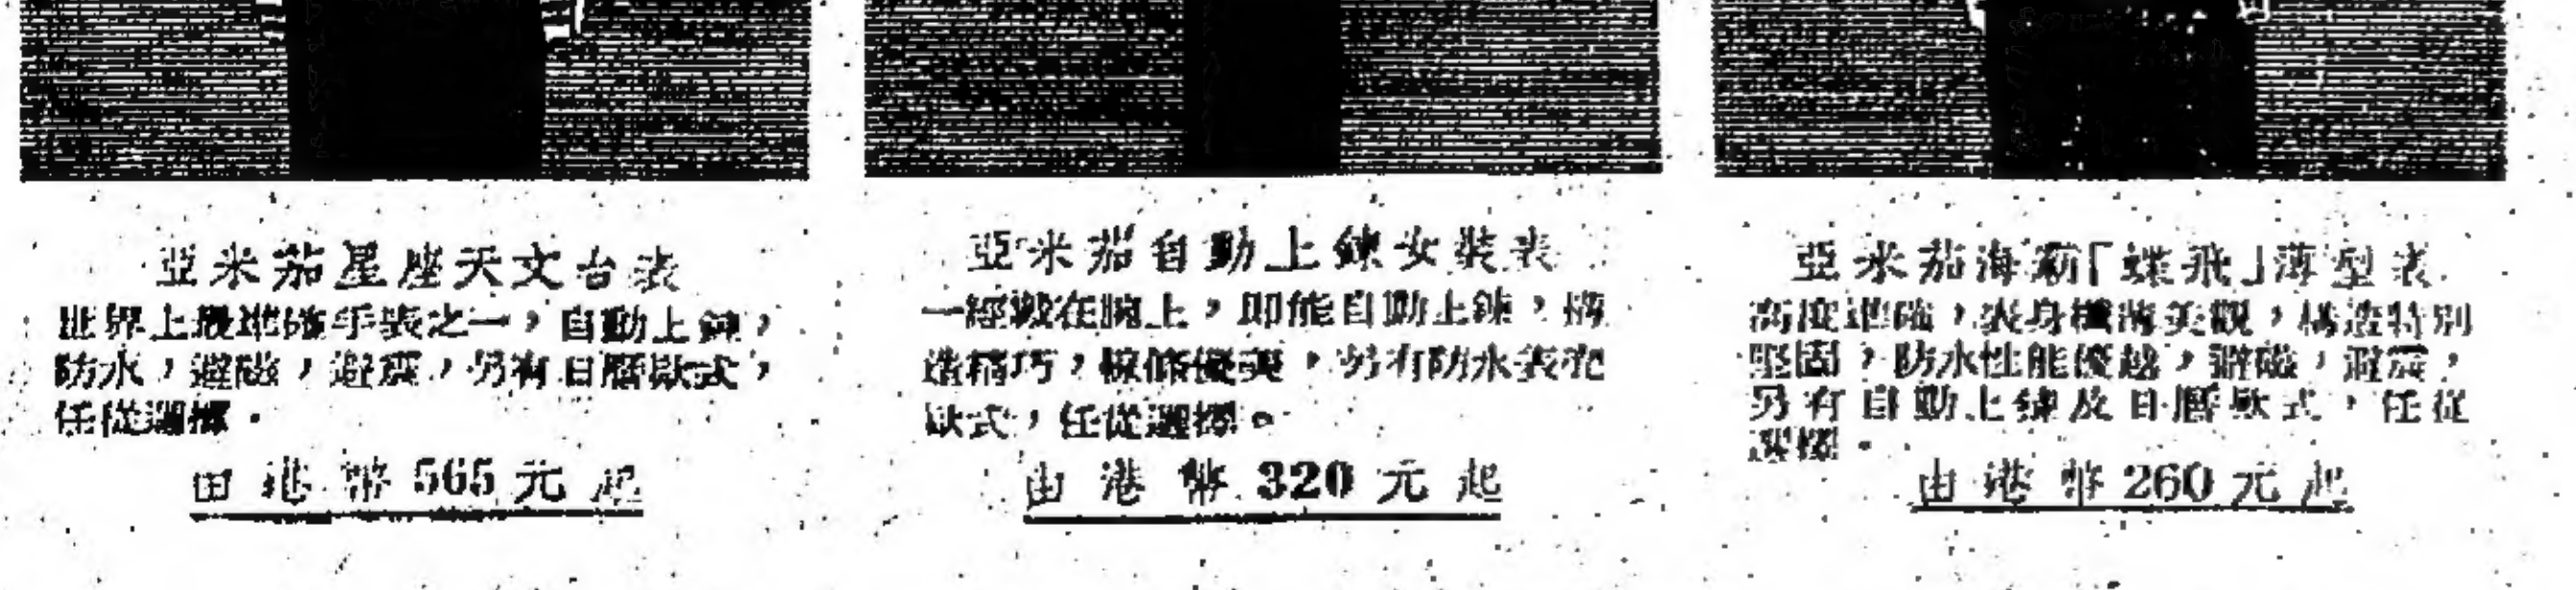 亞米茄星座天文台表
世界上最準確手表之一，自動上鍊，
防水，避磁，避震，另有日曆款式，
任從選擇。
由港幣565元起
亞米茄自動上鍊女裝表
一經戴在腕上，即能自動上鍊，構
造精巧，優美，另有防水表壳
款式，任從選擇。
由港幣320元起
亞米茄海霸「蝶飛」薄型表
高度準確，表身纖薄美觀，構造特別
堅固，防水性能優越，避磁，避震，
另有自動上鍊及日曆款式，任從
選擇。
由港幣260元起